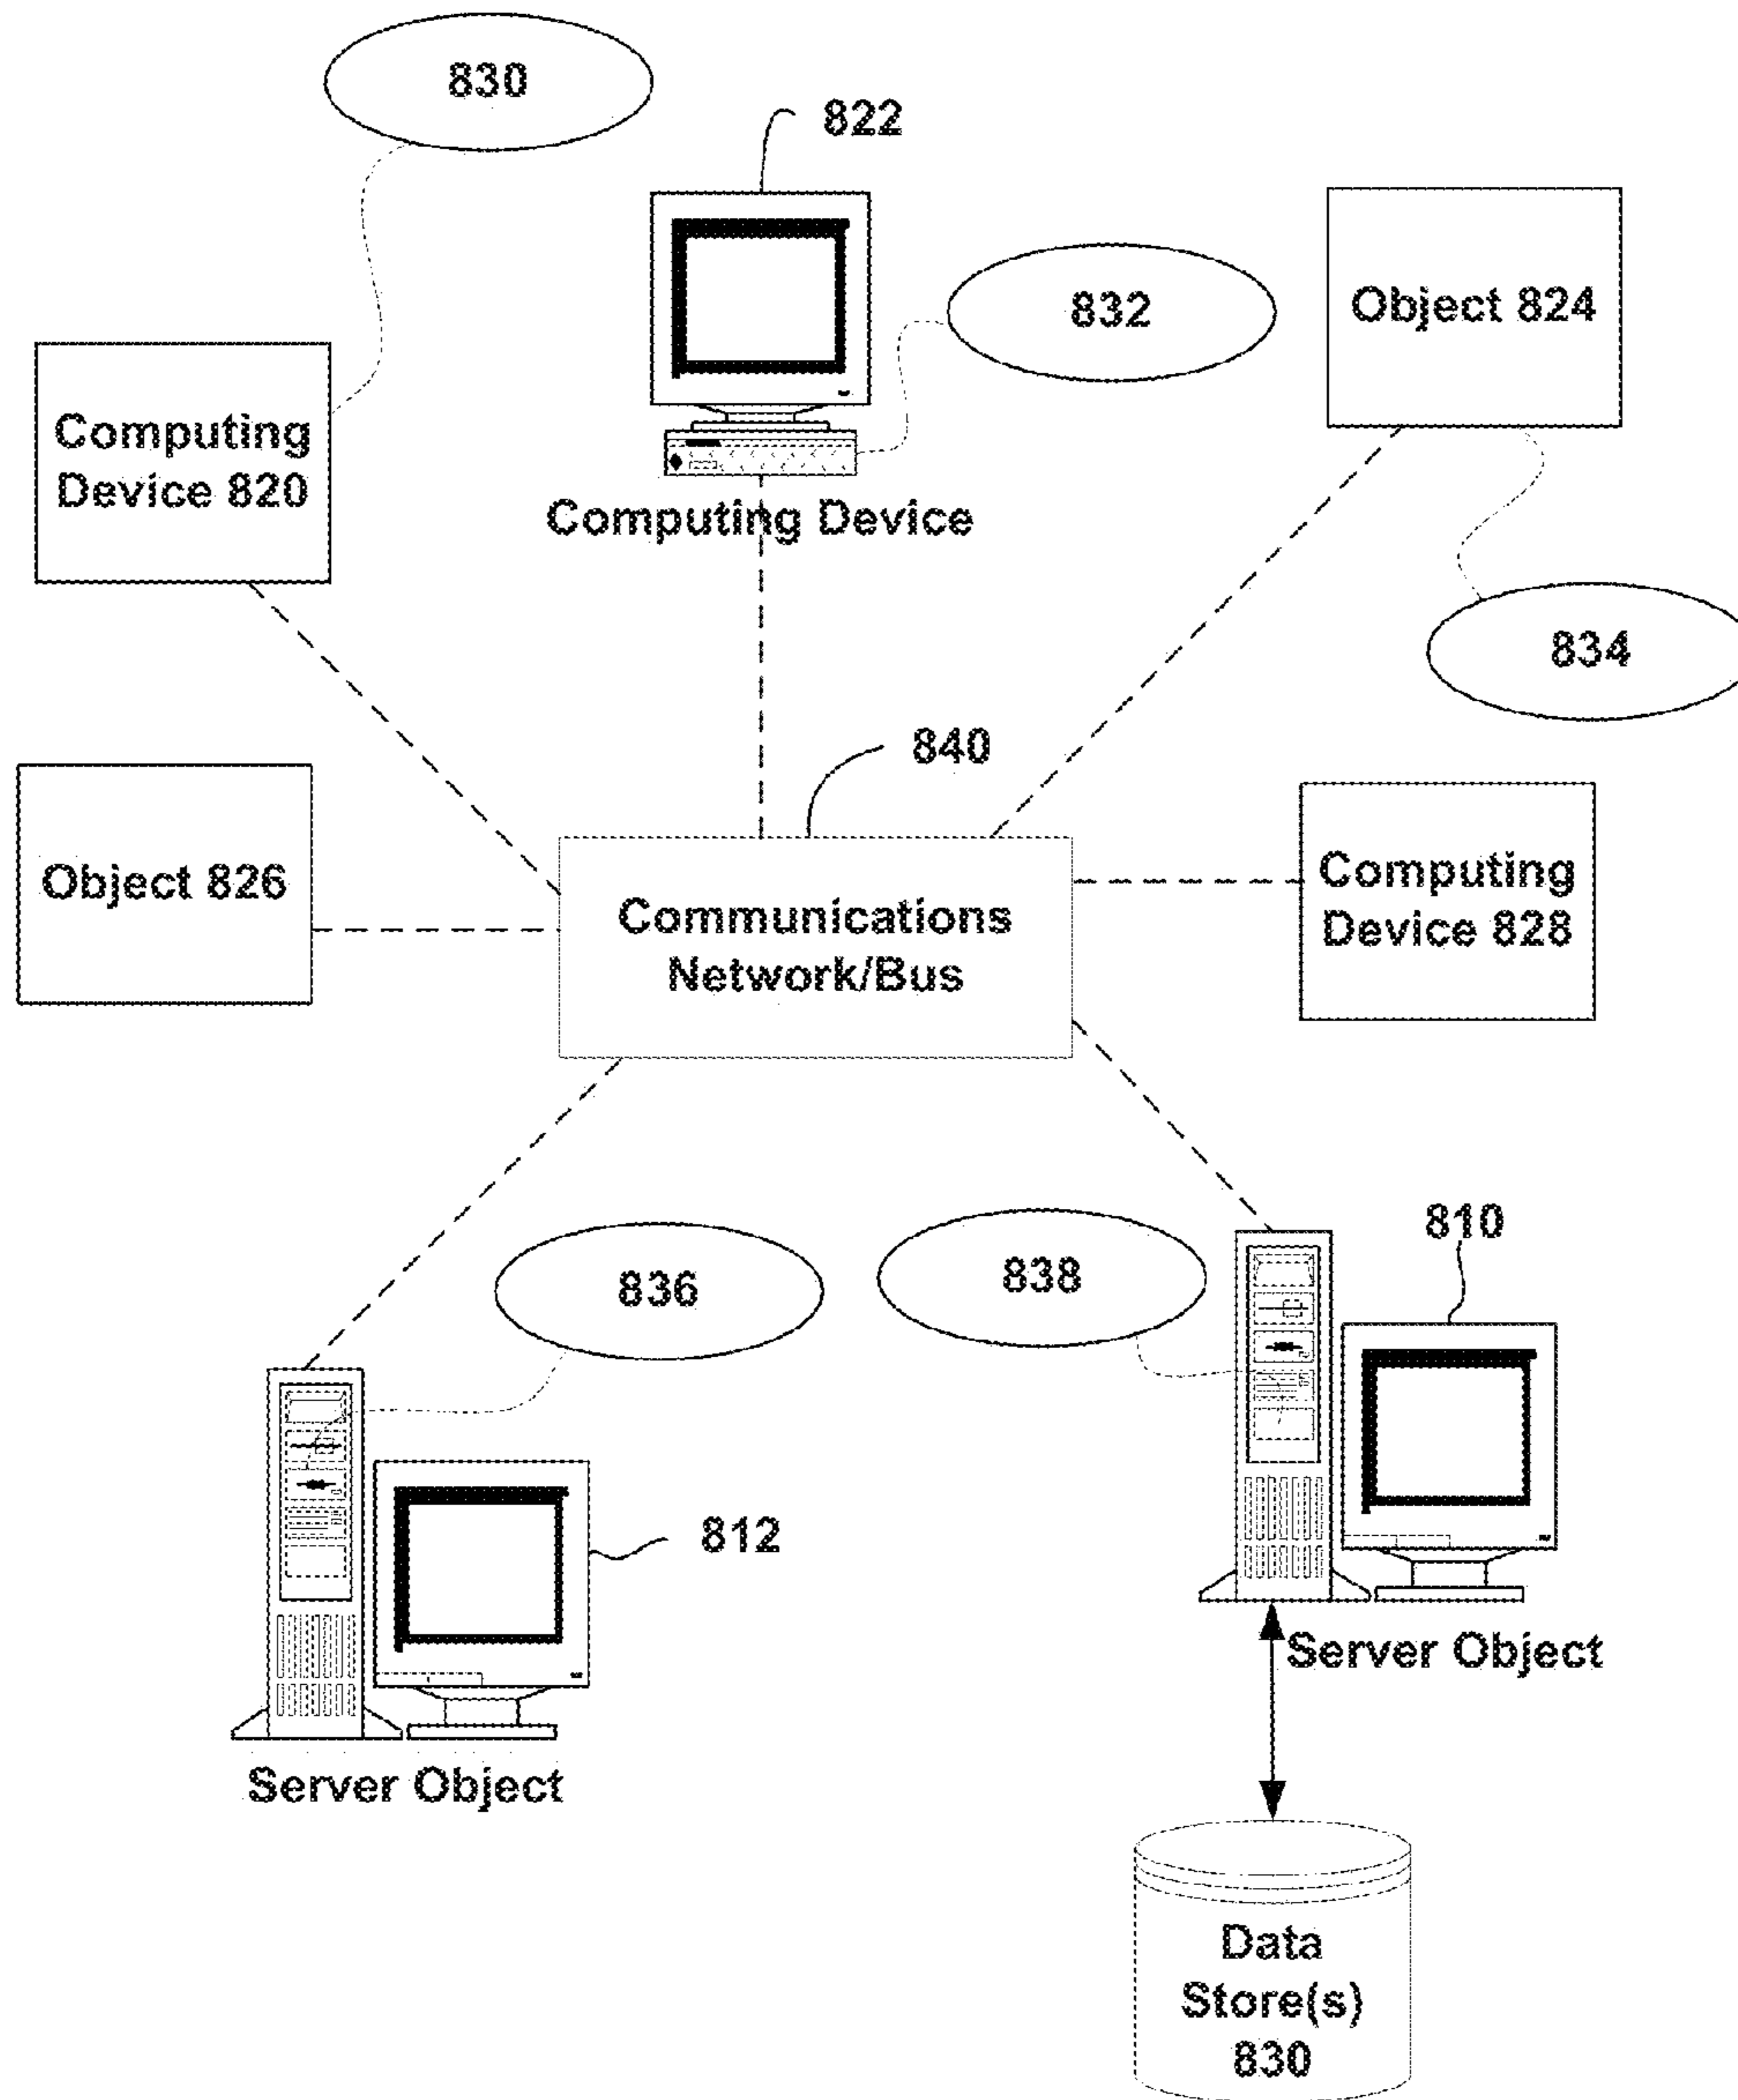 830
822
832
Object 824
Computing
Device 820
Computing Device
834
840
Object 826
Computing
Device 828
Communications
Network/Bus
810
836
838
812
Server Object
Server Object
Data
Store(s)
830